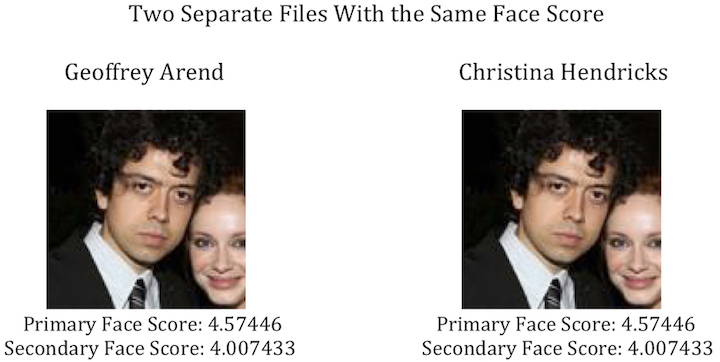 Two Separate Files With the Same Face Score
Geoffrey Arend
Christina Hendricks
Primary Face Score: 4.57446
Primary Face Score: 4.57446
Secondary Face Score: 4.007433
Secondary Face Score: 4.007433